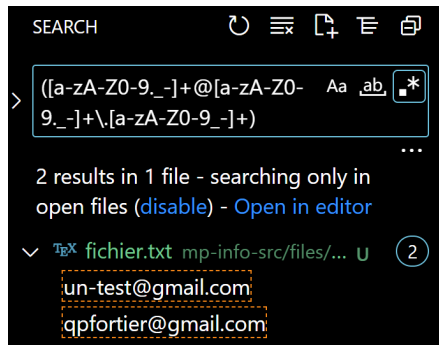 SEARCH
([a-zA-Z0-9._-]+@[a-zA-Z0- Aa ab .*
9._-]+\.[a-zA-Z0-9_-]+)
...
2 results in 1 file - searching only in
open files (disable) - Open in editor
TEX fichier.txt mp-info-src/files/... U 2
un-test@gmail.com
qpfortier@gmail.com